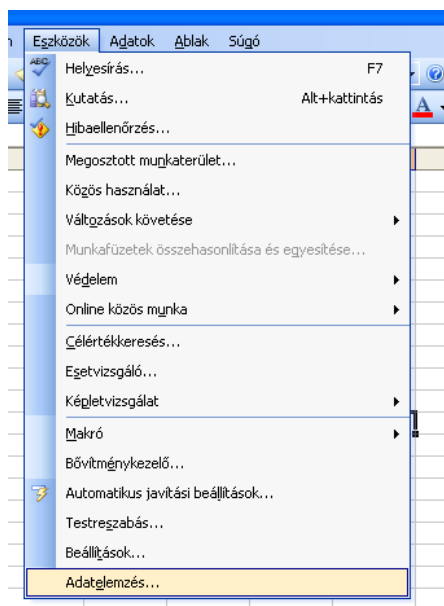 Eszközök Adatok Ablak Súgó
Helyesírás... F7
Kutatás... Alt+kattintás
Hibaellenőrzés...
Megosztott munkaterület...
Közös használat...
Változások követése
Munkafüzetek összehasonlítása és egyesítése...
Védelem
Online közös munka
Célértékkeresés...
Esetvizsgáló...
Képletvizsgálat
Makró
Bővítménykezelő...
Automatikus javítási beállítások...
Testreszabás...
Beállítások...
Adatelemzés...